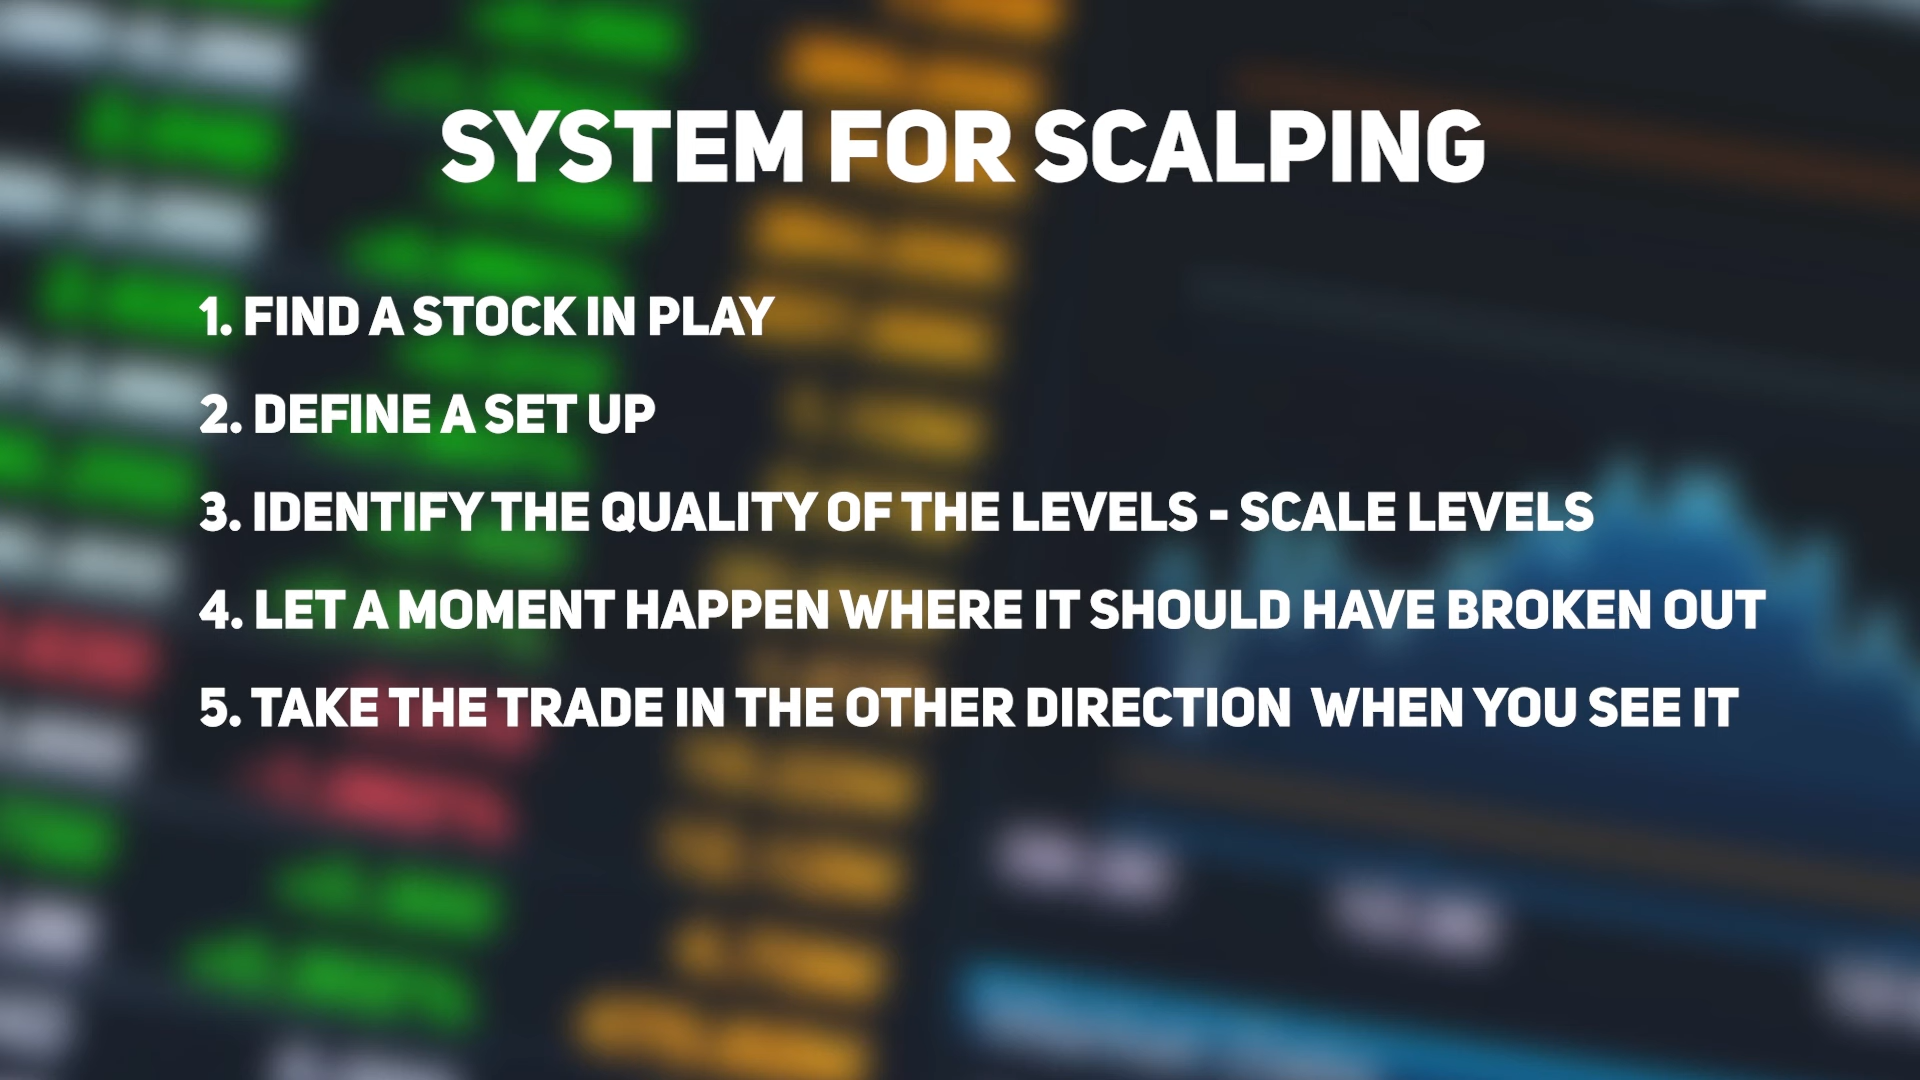 SYSTEM FOR SCALPING
1. FIND A STOCK IN PLAY
2. DEFINE A SET UP
3. IDENTIFY THE QUALITY OF THE LEVELS - SCALE LEVELS
4. LET A MOMENT HAPPEN WHERE IT SHOULD HAVE BROKEN OUT
5. TAKE THE TRADE IN THE OTHER DIRECTION  WHEN YOU SEE IT